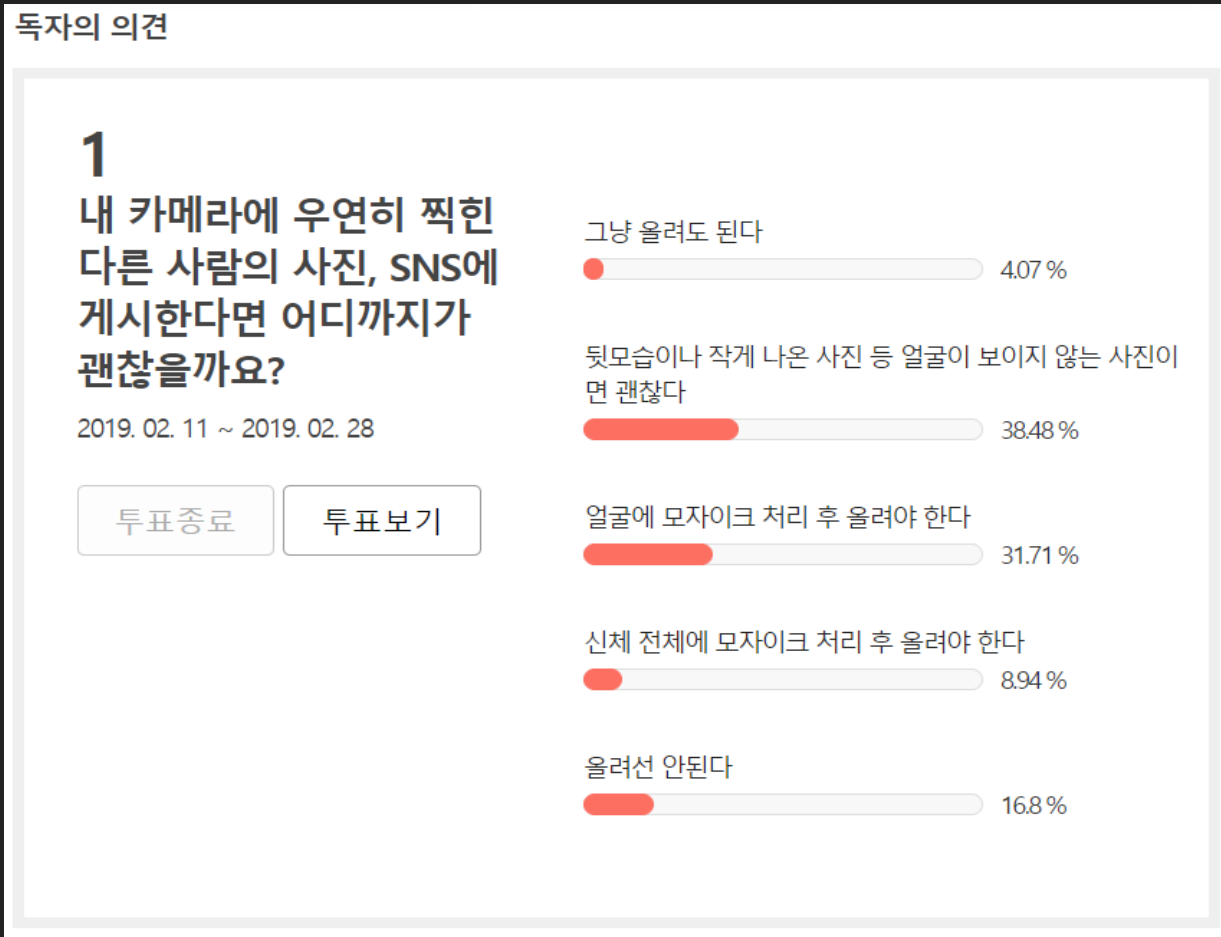 독자의 의견
1
내 카메라에 우연히 찍힌
다른 사람의 사진, SNS에
게시한다면 어디까지가
괜찮을까요?
2019. 02. 11 ~ 2019. 02. 28
투표종료
투표보기
그냥 올려도 된다
4.07 %
뒷모습이나 작게 나온 사진 등 얼굴이 보이지 않는 사진이
면 괜찮다
38.48 %
얼굴에 모자이크 처리 후 올려야 한다
31.71 %
신체 전체에 모자이크 처리 후 올려야 한다
8.94 %
올려선 안된다
16.8 %